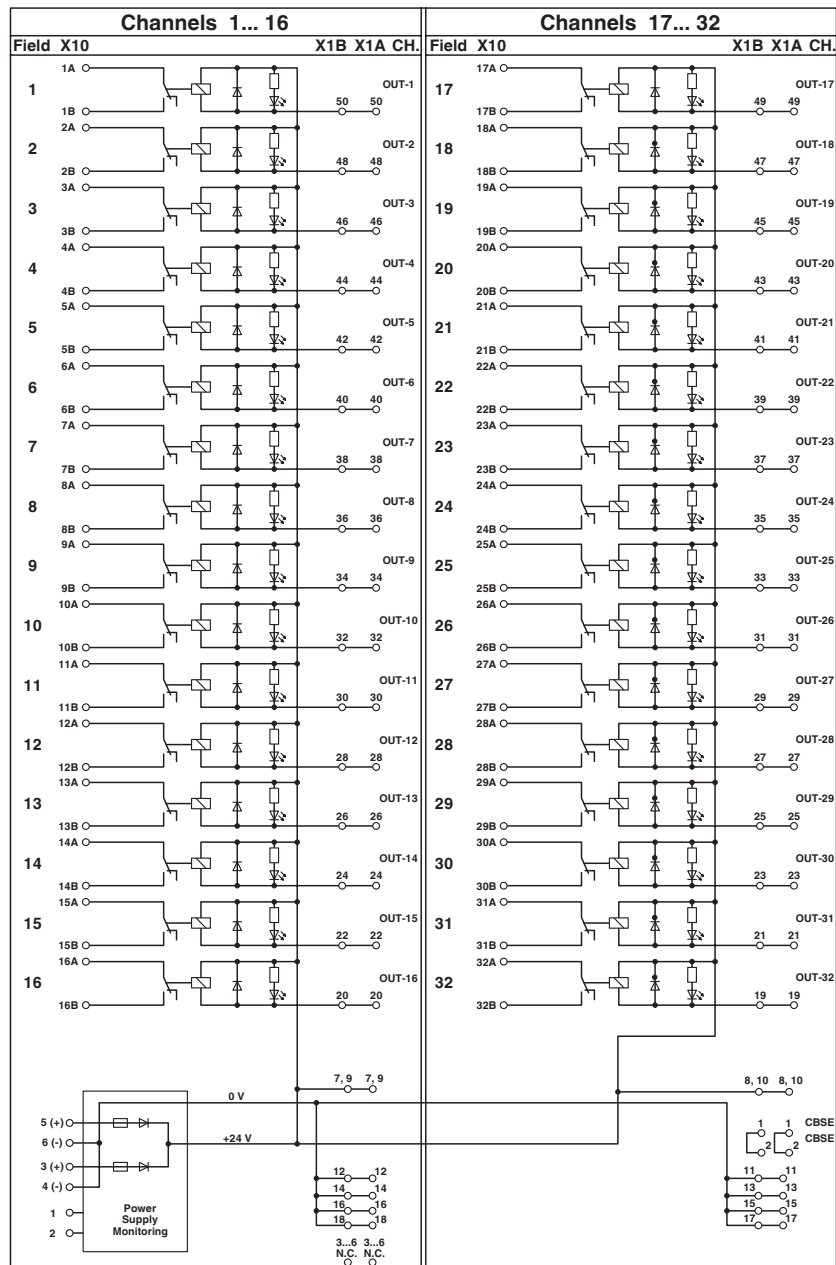 Channels 1... 16
Field X10 X1B X1A CH.
1A
1 OUT-1
1B 50 50
2A
2 OUT-2
2B 48 48
3A
3 OUT-3
3B 46 46
4A
4 OUT-4
4B 44 44
5A
5 OUT-5
5B 42 42
6A
6 OUT-6
6B 40 40
7A
7 OUT-7
7B 38 38
8A
8 OUT-8
8B 36 36
9A
9 OUT-9
9B 34 34
10A
10 OUT-10
10B 32 32
11A
11 OUT-11
11B 30 30
12A
12 OUT-12
12B 28 28
13A
13 OUT-13
13B 26 26
14A
14 OUT-14
14B 24 24
15A
15 OUT-15
15B 22 22
16A
16 OUT-16
16B 20 20
Channels 17... 32
Field X10 X1B X1A CH.
17A
17 OUT-17
17B 49 49
18A
18 OUT-18
18B 47 47
19A
19 OUT-19
19B 45 45
20A
20 OUT-20
20B 43 43
21A
21 OUT-21
21B 41 41
22A
22 OUT-22
22B 39 39
23A
23 OUT-23
23B 37 37
24A
24 OUT-24
24B 35 35
25A
25 OUT-25
25B 33 33
26A
26 OUT-26
26B 31 31
27A
27 OUT-27
27B 29 29
28A
28 OUT-28
28B 27 27
29A
29 OUT-29
29B 25 25
30A
30 OUT-30
30B 23 23
31A
31 OUT-31
31B 21 21
32A
32 OUT-32
32B 19 19
7, 9 7, 9
0 V
5 (+)
6 (-)
+24 V
3 (+)
4 (-)
1
2
Power
Supply
Monitoring
12 12
14 14
16 16
18 18
3...6 3...6
N.C. N.C.
8, 10 8, 10
1 1 CBSE
2 2 CBSE
11 11
13 13
15 15
17 17